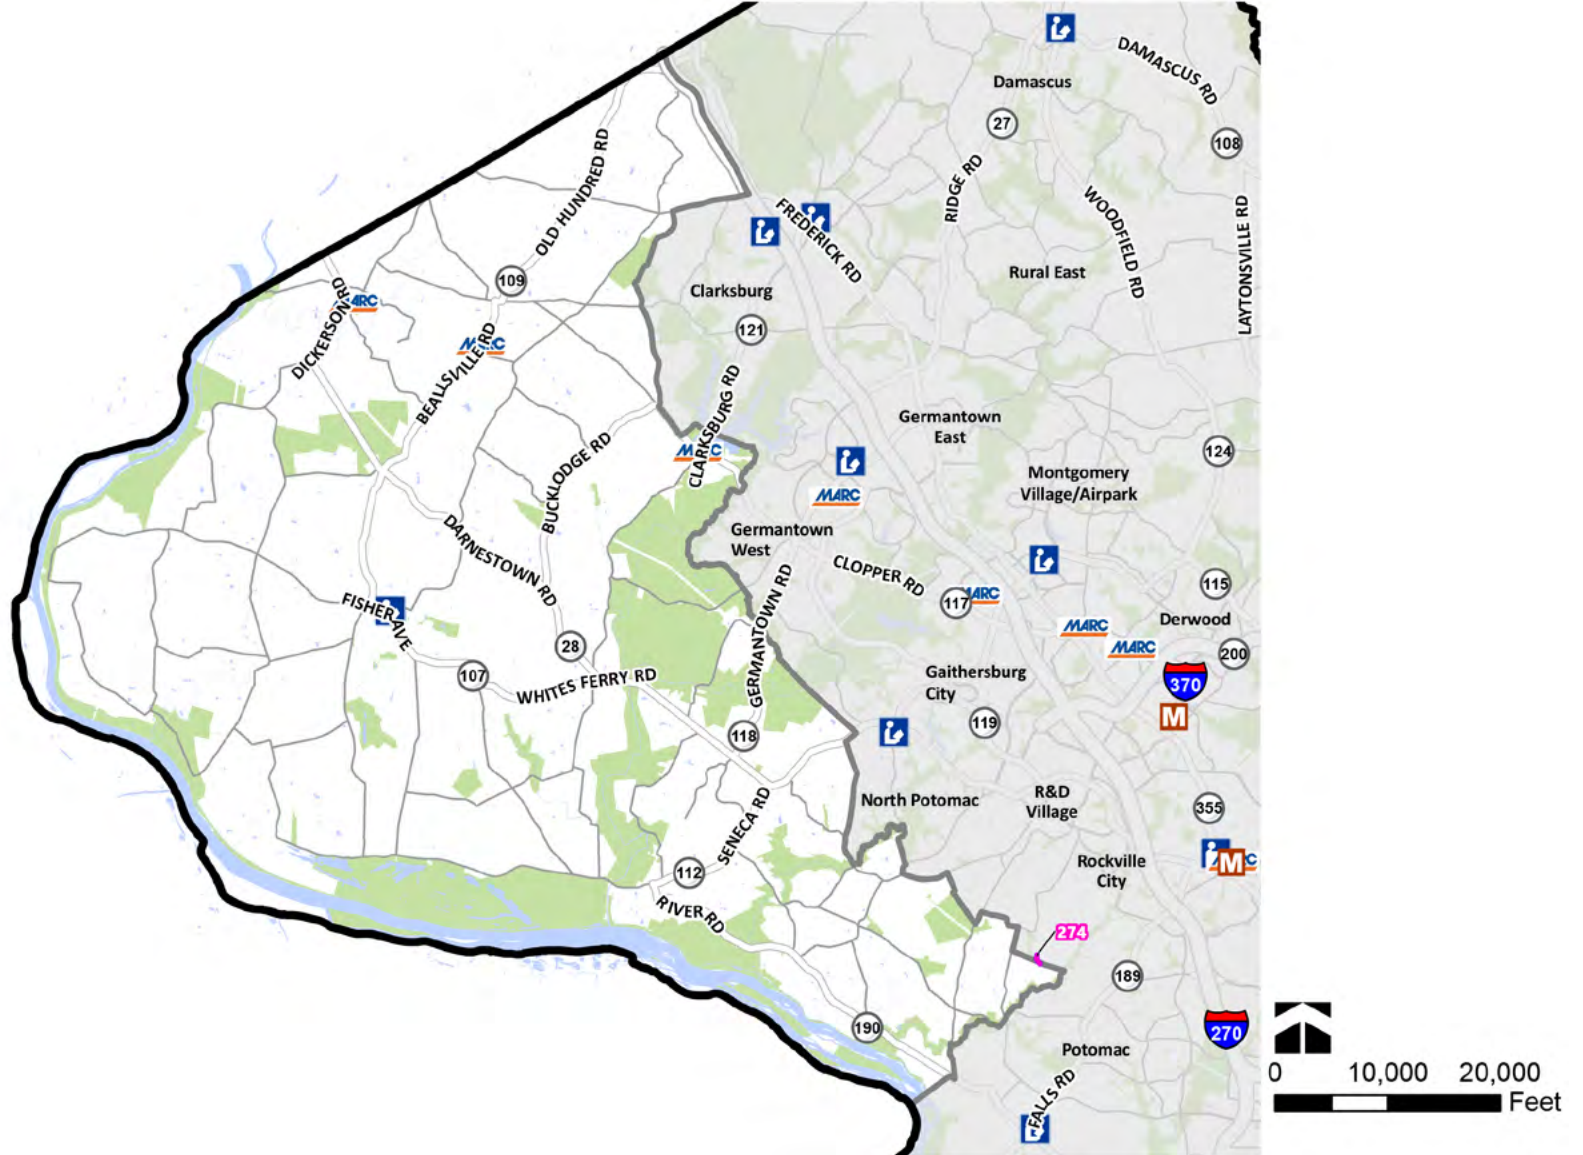 DAMASCUS RD
Damascus
27
108
RIDGE RD
WOODFIELD RD
LAYTONSVILLE RD
OLD HUNDRED RD
FREDERICK RD
Rural East
109
Clarksburg
121
DICKERSON RD
MARC
BEALLSVILLE RD
MARC
CLARKSBURG RD
MARC
Germantown
East
124
BUCKLODGE RD
Montgomery
Village/Airpark
MARC
DARNESTOWN RD
Germantown
West
CLOPPER RD
117
MARC
115
Derwood
MARC
MARC
200
370
M
FISHER AVE
28
107
WHITES FERRY RD
GERMANTOWN RD
118
Gaithersburg
City
119
North Potomac
R&D
Village
355
SENECA RD
112
Rockville
City
M
RIVER RD
274
189
190
270
Potomac
FALLS RD
0 10,000 20,000
Feet